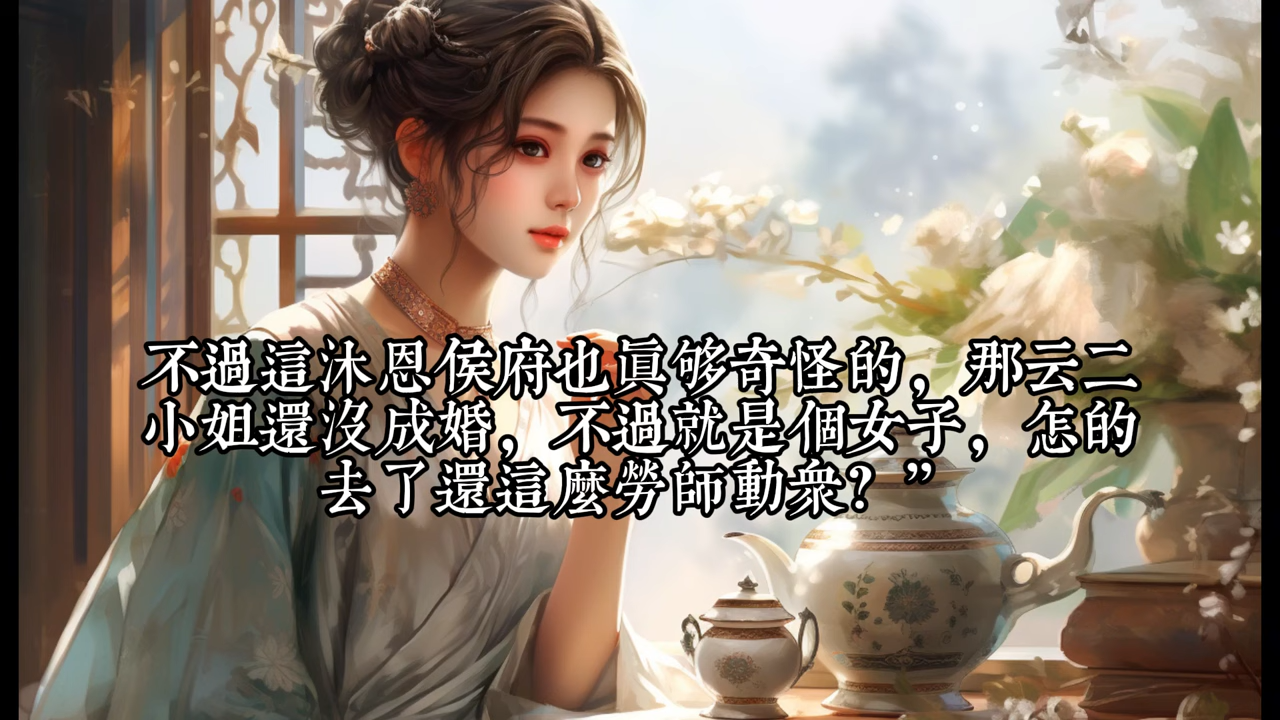 不過這沐恩侯府也眞够奇怪的，那云二
小姐還沒成婚，不過就是個女子，怎的
去了還這麼勞師動衆？”